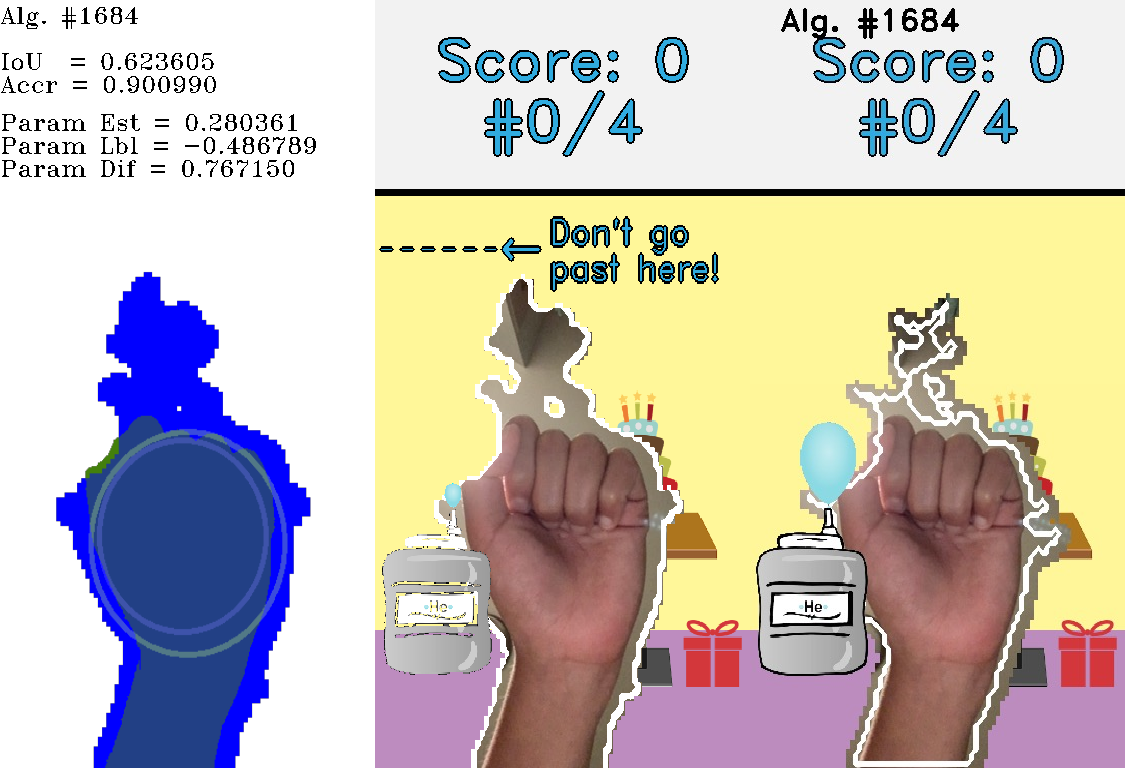 Alg. #1684
IoU = 0.623605
Accr = 0.900990
Param Est = 0.280361
Param Lbl = −0.486789
Param Dif = 0.767150
Score: 0
#0/4
Don't go
past here!
He
Alg. #1684
Score: 0
#0/4
He